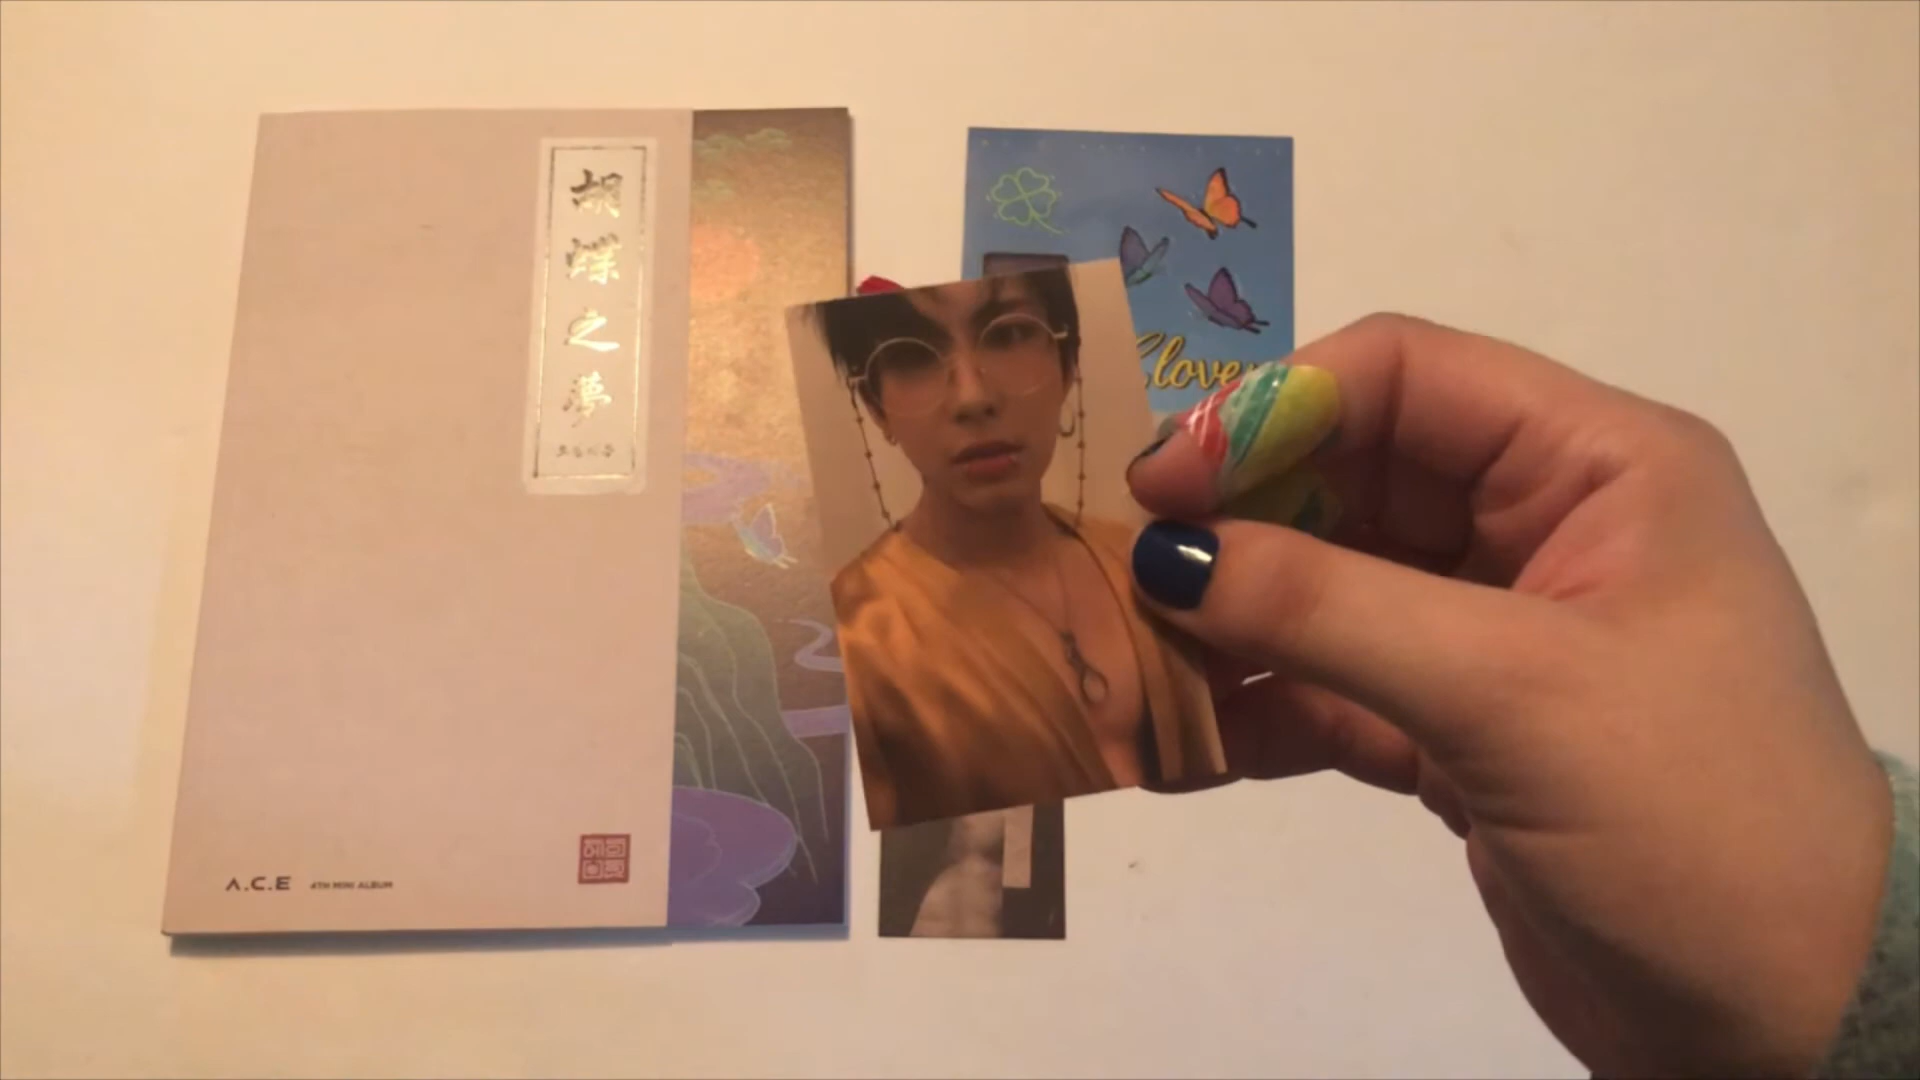 胡蝶之夢
A.C.E 4TH MINI ALBUM
Clover